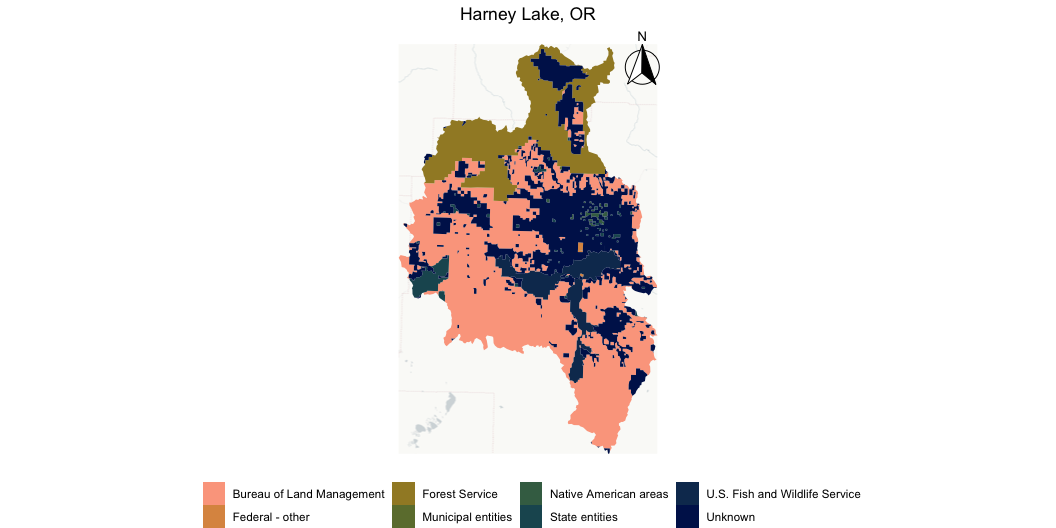 Harney Lake, OR
N
Bureau of Land Management
Forest Service
Native American areas
U.S. Fish and Wildlife Service
Federal - other
Municipal entities
State entities
Unknown